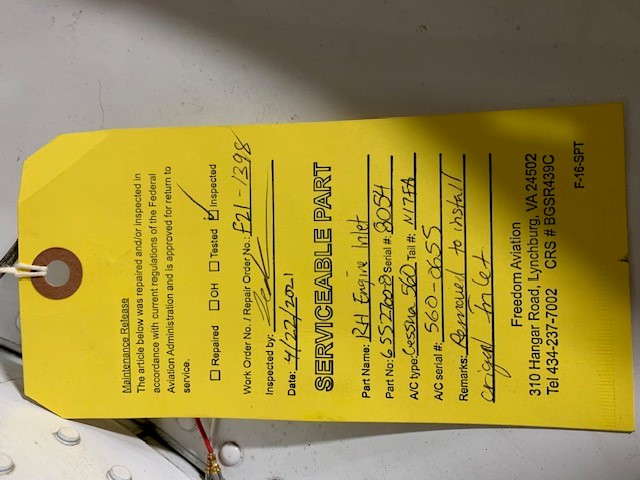 Maintenance Release
The article below was repaired and/or inspected in
accordance with current regulations of the Federal
Aviation Administration and is approved for return to
service.
Repaired OH Tested Inspected
Work Order No. / Repair Order No.: F21-1398
Inspected by:
Date: 4/22/2021
SERVICEABLE PART
Part Name: RH Engine Inlet
Part No: 6552200-2 Serial #: 8054
A/C type: Cessna 560 Tail #: N17FA
A/C serial #: 560-0655
Remarks: Removed to install
original Inlet
Freedom Aviation
310 Hangar Road, Lynchburg, VA 24502
Tel 434-237-7002 CRS # BGSR439C
F-16-SPT